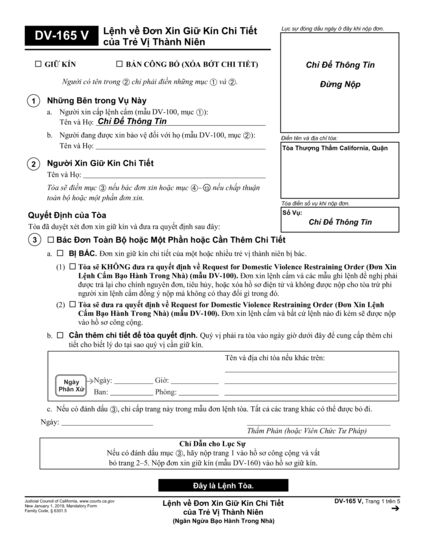 DV-165 V
Lệnh về Đơn Xin Giữ Kín Chi Tiết
của Trẻ Vị Thành Niên
Lục sự đóng dấu ngày ở đây khi nộp đơn.
Chỉ Để Thông Tin
Đừng Nộp
☐ GIỮ KÍN ☐ BẢN CÔNG BỐ (XÓA BỚT CHI TIẾT)
Người có tên trong ② chỉ phải điền những mục ① và ②.
1 Những Bên trong Vụ Này
a. Người xin cấp lệnh cấm (mẫu DV-100, mục ①):
Tên và Họ: Chỉ Để Thông Tin
b. Người đang được xin bảo vệ đối với họ (mẫu DV-100, mục ②):
Tên và Họ:
Điền tên và địa chỉ tòa:
Tòa Thượng Thẩm California, Quận
2 Người Xin Giữ Kín Chi Tiết
Tên và Họ:
Tòa sẽ điền mục ③ nếu bác đơn xin hoặc mục ④–⑬ nếu chấp thuận
toàn bộ hoặc một phần đơn xin.
Tòa điền số vụ khi nộp đơn.
Số Vụ:
Chỉ Để Thông Tin
Quyết Định của Tòa
Tòa đã duyệt xét đơn xin giữ kín và đưa ra quyết định sau đây:
3 ☐ Bác Đơn Toàn Bộ hoặc Một Phần hoặc Cần Thêm Chi Tiết
a. ☐ BỊ BÁC. Đơn xin giữ kín chi tiết của một hoặc nhiều trẻ vị thành niên bị bác.
(1) ☐ Tòa sẽ KHÔNG đưa ra quyết định về Request for Domestic Violence Restraining Order (Đơn Xin
Lệnh Cấm Bạo Hành Trong Nhà) (mẫu DV-100). Đơn xin lệnh cấm và các mẫu ghi lệnh đề nghị phải
được trả lại cho chính nguyên đơn, tiêu hủy, hoặc xóa hồ sơ điện tử và không được nộp cho tòa trừ phi
người xin lệnh cấm đồng ý nộp mà không có thay đổi gì trong đó.
(2) ☐ Tòa sẽ đưa ra quyết định về Request for Domestic Violence Restraining Order (Đơn Xin Lệnh
Cấm Bạo Hành Trong Nhà) (mẫu DV-100). Đơn xin lệnh cấm và bất cứ lệnh nào đi kèm sẽ được nộp
vào hồ sơ công cộng.
b. ☐ Cần thêm chi tiết để tòa quyết định. Quý vị phải ra tòa vào ngày giờ dưới đây để cung cấp thêm chi
tiết cho biết lý do tại sao quý vị cần giữ kín.
Tên và địa chỉ tòa nếu khác trên:
Ngày
Phân Xử
Ngày: Giờ:
Ban: Phòng:
c. Nếu có đánh dấu ③, chỉ cấp trang này trong mẫu đơn lệnh tòa. Tất cả các trang khác có thể được bỏ đi.
Ngày:
Thẩm Phán (hoặc Viên Chức Tư Pháp)
Chỉ Dẫn cho Lục Sự
Nếu có đánh dấu mục ③, hãy nộp trang 1 vào hồ sơ công cộng và vất
bỏ trang 2–5. Nộp đơn xin giữ kín (mẫu DV-160) vào hồ sơ giữ kín.
Đây là Lệnh Tòa.
Judicial Council of California, www.courts.ca.gov
New January 1, 2019, Mandatory Form
Family Code, § 6301.5
Lệnh về Đơn Xin Giữ Kín Chi Tiết
của Trẻ Vị Thành Niên
(Ngăn Ngừa Bạo Hành Trong Nhà)
DV-165 V, Trang 1 trên 5